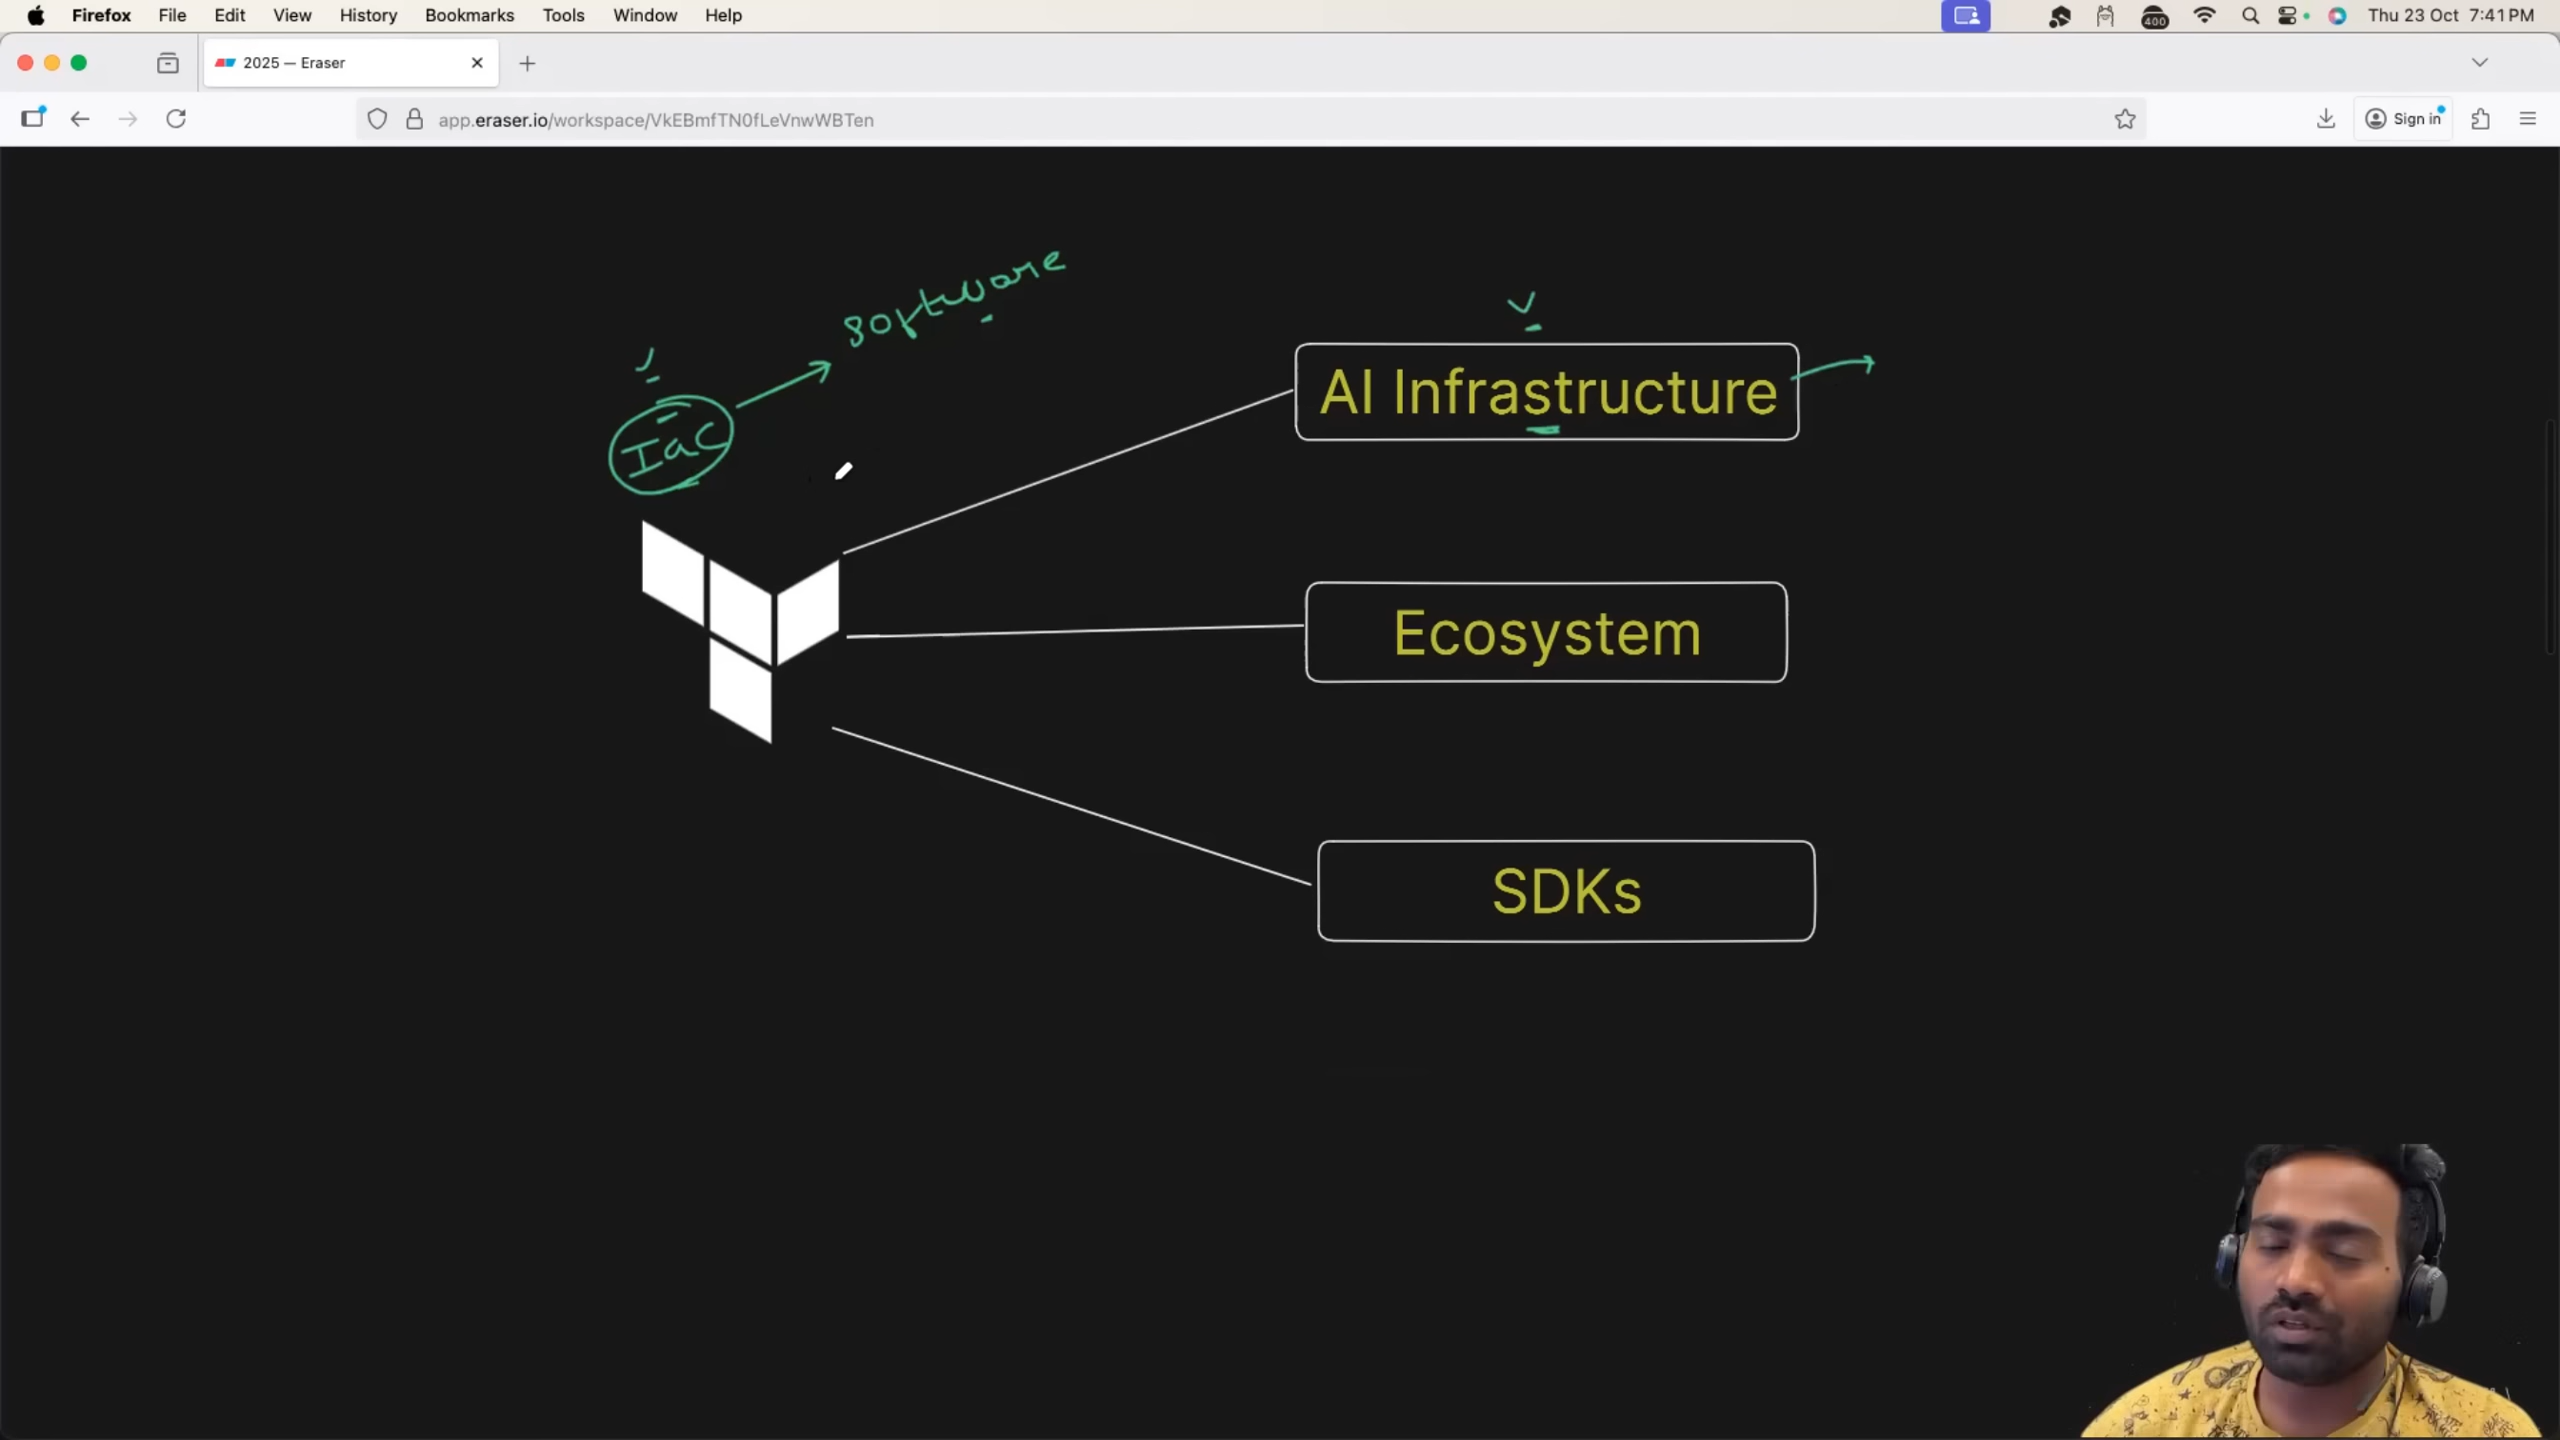 Firefox File Edit View History Bookmarks Tools Window Help
400
Thu 23 Oct 7:41 PM
2025 — Eraser
app.eraser.io/workspace/VkEBmfTN0fLeVnwWBTen
Sign in
software
IaC
AI Infrastructure
Ecosystem
SDKs